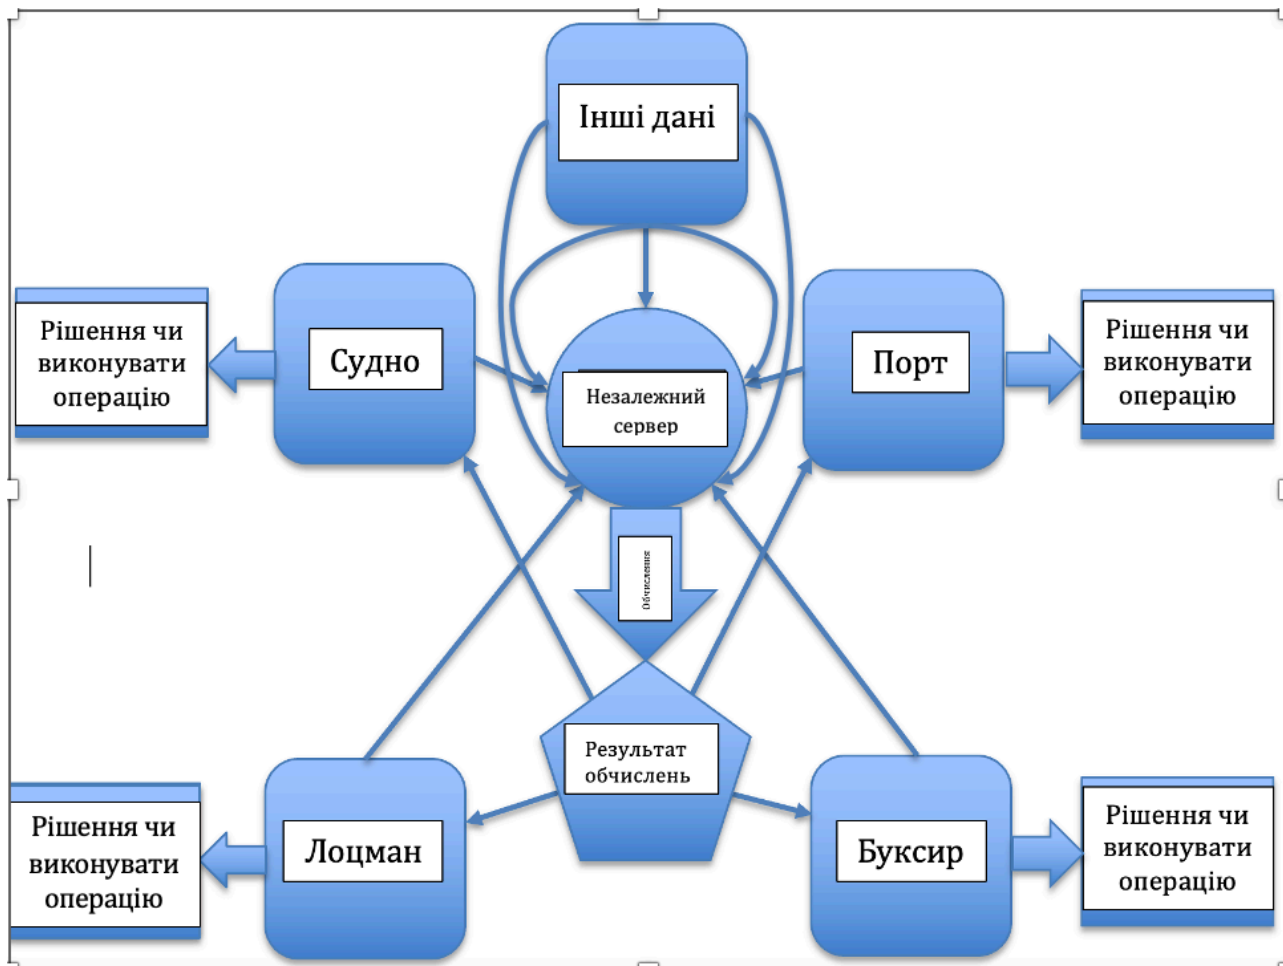 Інші дані
Рішення чи
виконувати
операцію
Судно
Незалежний
сервер
Порт
Рішення чи
виконувати
операцію
Обчислення
Результат
обчислень
Рішення чи
виконувати
операцію
Лоцман
Буксир
Рішення чи
виконувати
операцію